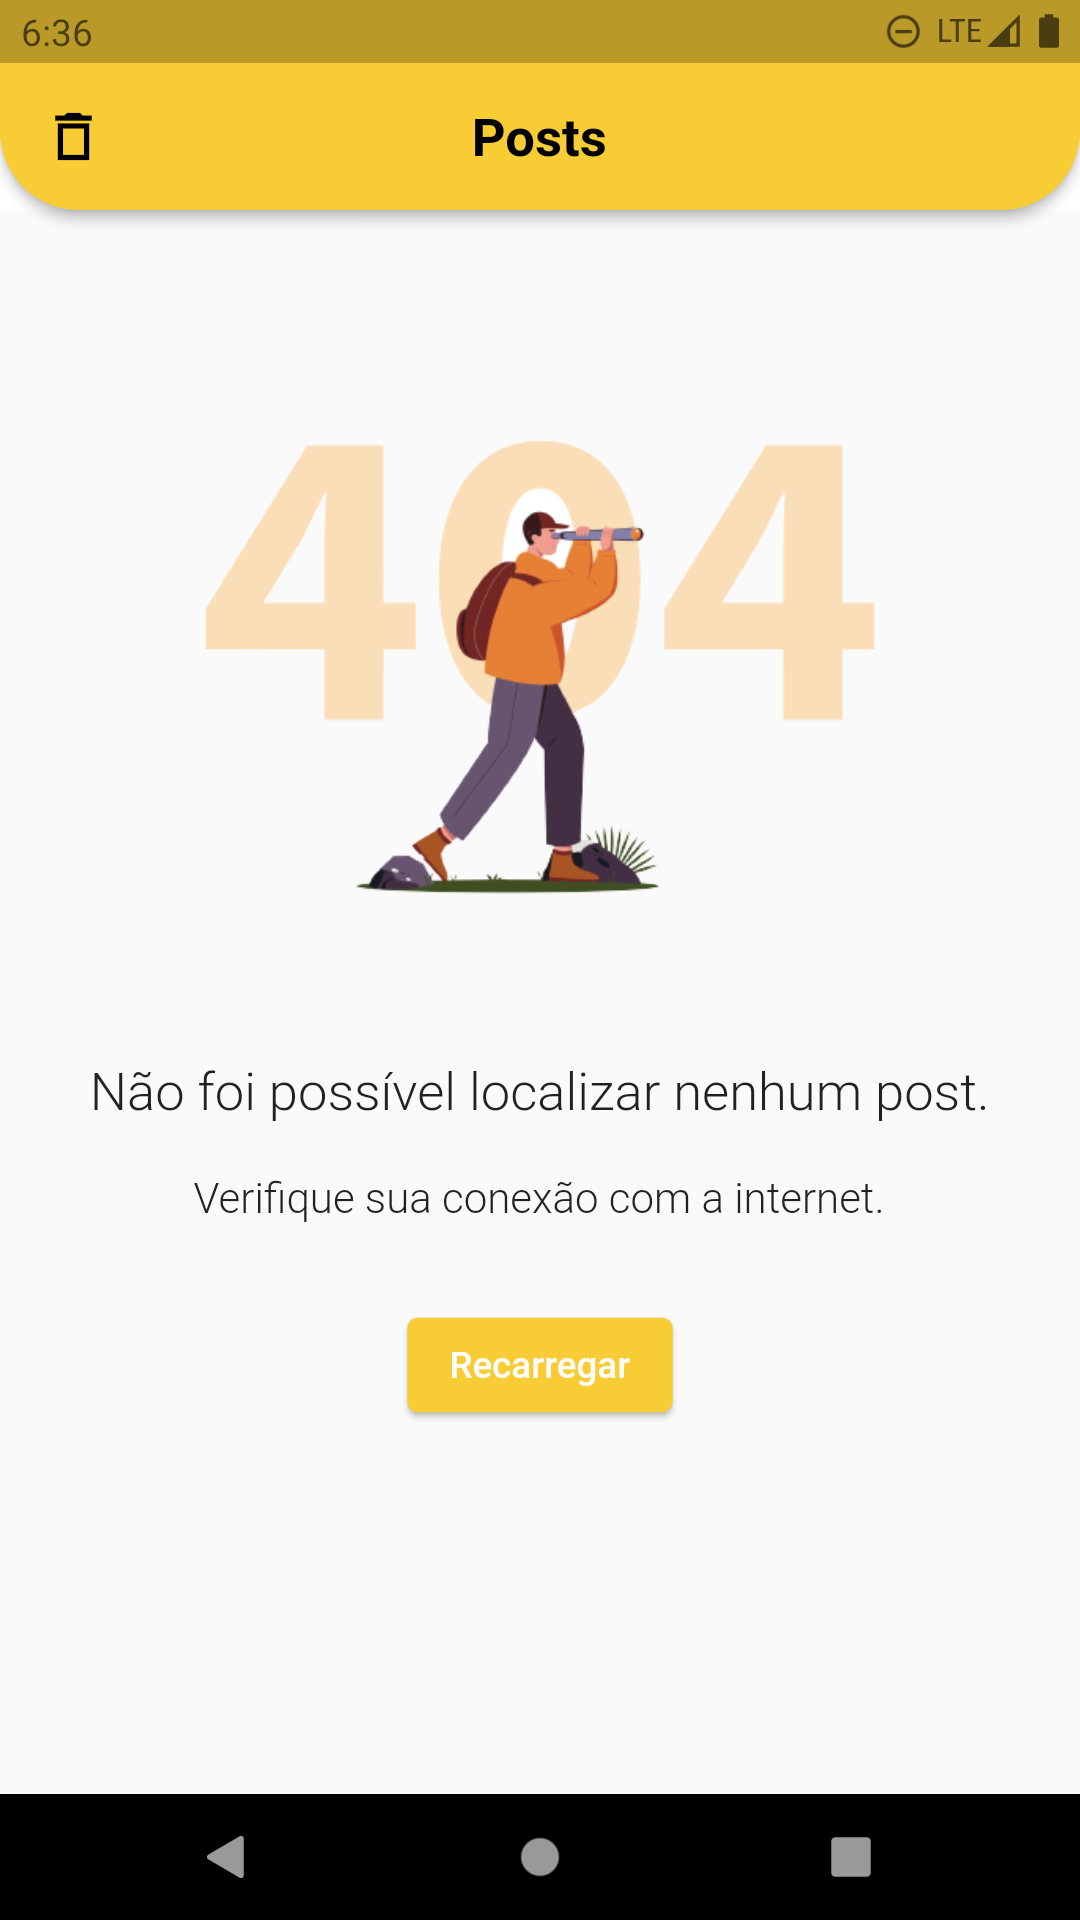 6:36 LTE
Posts
404
Não foi possível localizar nenhum post.
Verifique sua conexão com a internet.
Recarregar